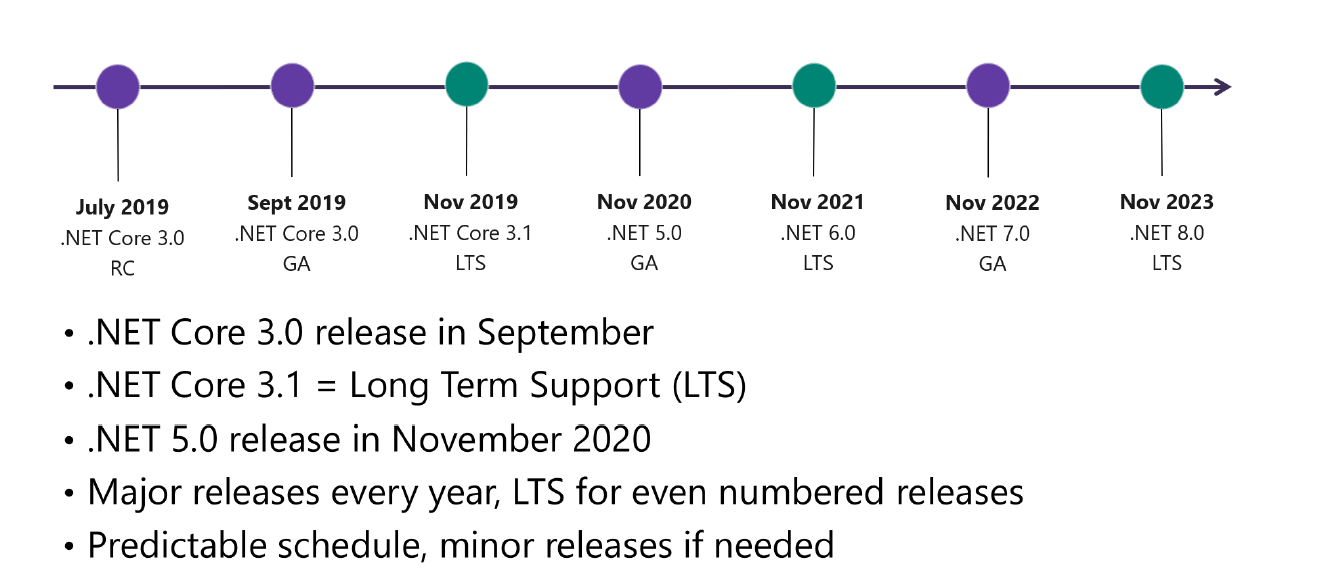 July 2019
.NET Core 3.0
RC
Sept 2019
.NET Core 3.0
GA
Nov 2019
.NET Core 3.1
LTS
Nov 2020
.NET 5.0
GA
Nov 2021
.NET 6.0
LTS
Nov 2022
.NET 7.0
GA
Nov 2023
.NET 8.0
LTS
• .NET Core 3.0 release in September
• .NET Core 3.1 = Long Term Support (LTS)
• .NET 5.0 release in November 2020
• Major releases every year, LTS for even numbered releases
• Predictable schedule, minor releases if needed